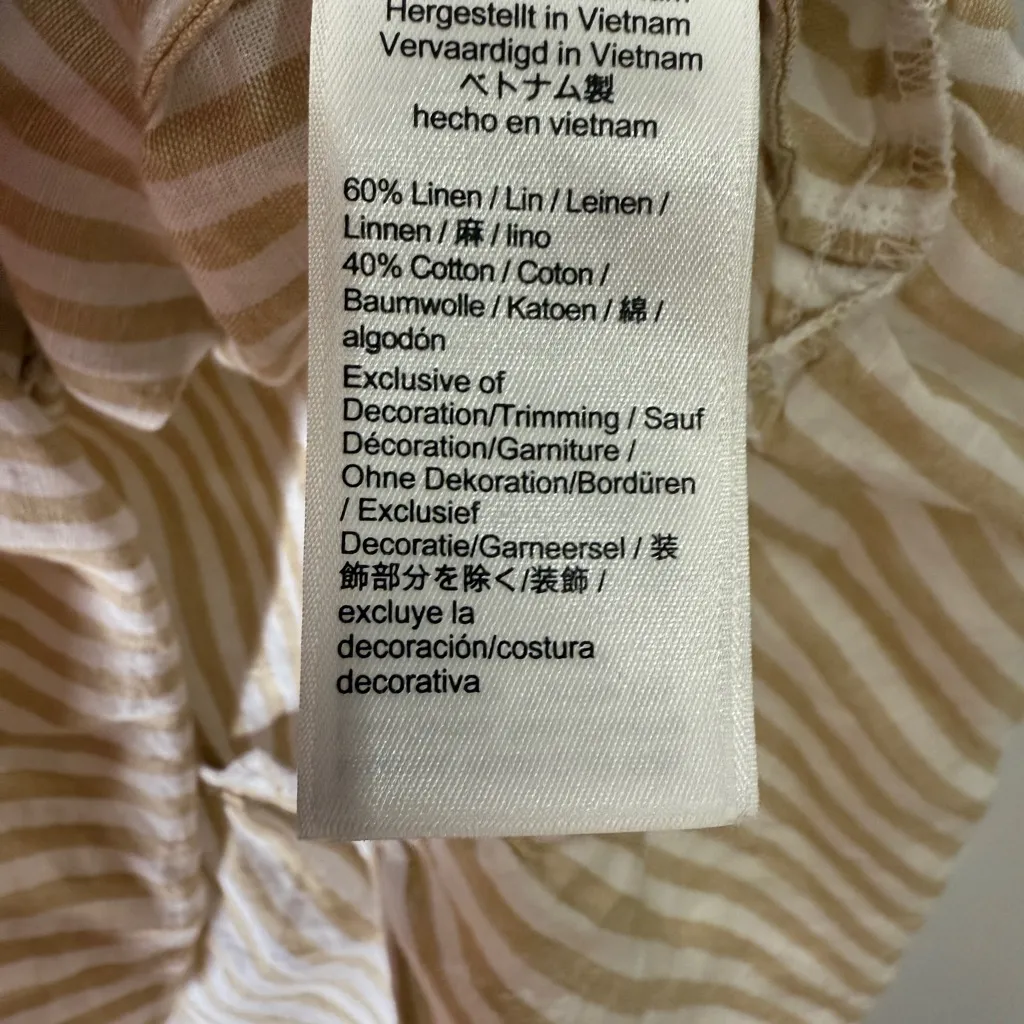 Hergestellt in Vietnam
Vervaardigd in Vietnam
ベトナム製
hecho en vietnam
60% Linen / Lin / Leinen /
Linnen / 麻 / lino
40% Cotton / Coton /
Baumwolle / Katoen / 綿 /
algodón
Exclusive of
Decoration/Trimming / Sauf
Décoration/Garniture /
Ohne Dekoration/Bordüren
/ Exclusief
Decoratie/Garneersel / 装
飾部分を除く/装飾 /
excluye la
decoración/costura
decorativa